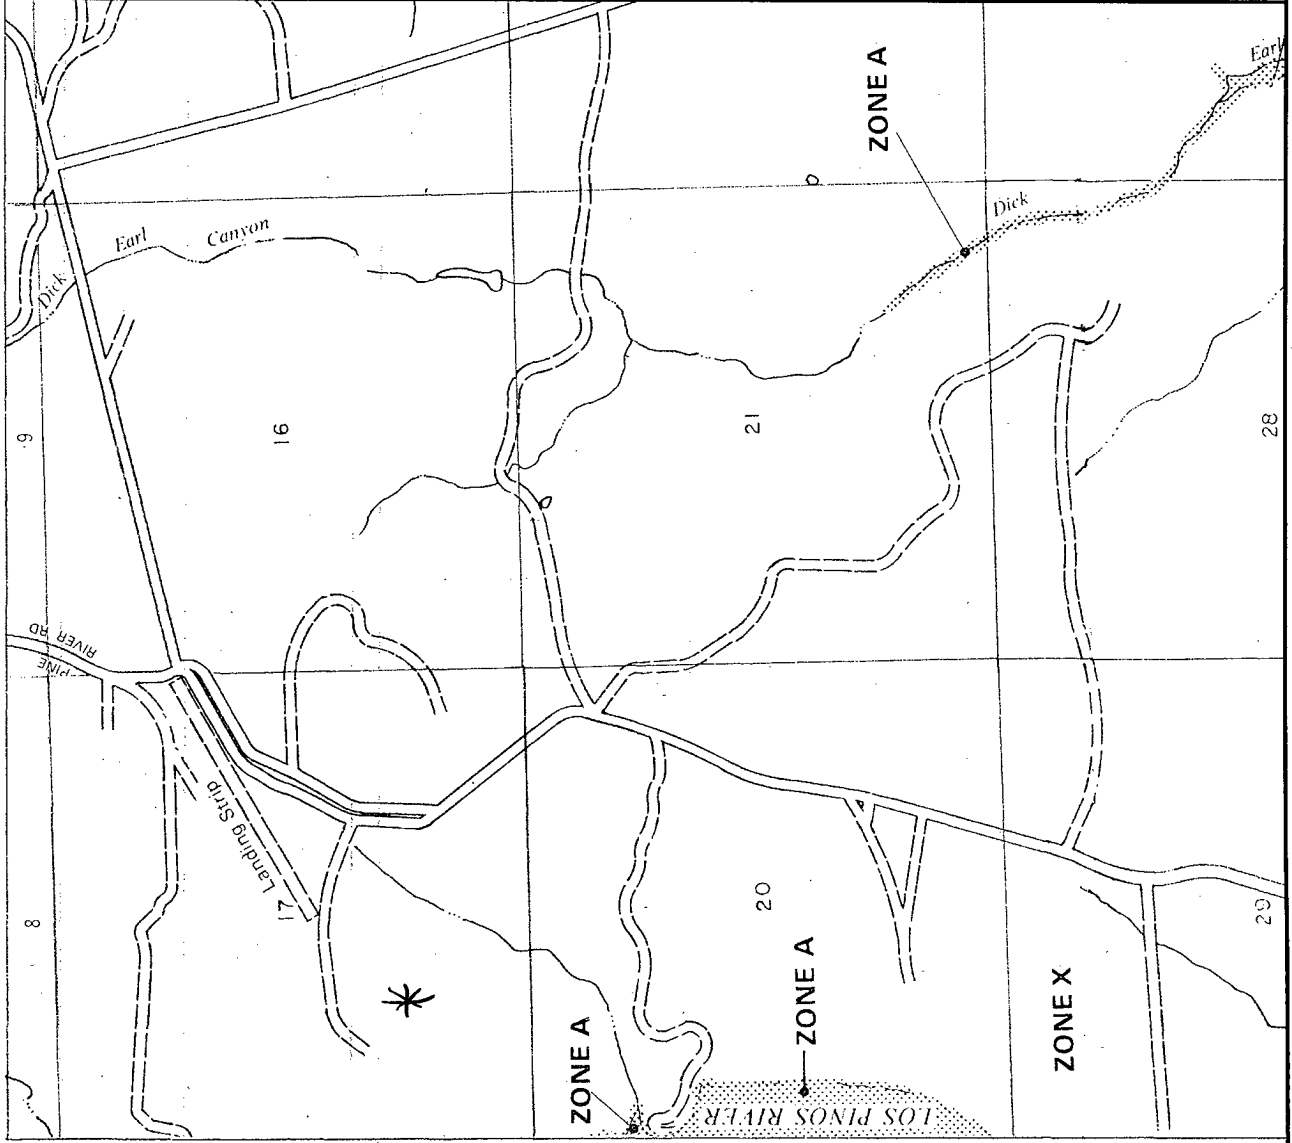 Earl
ZONE A
Dick
Earl
Canyon
Dick
9
16
21
28
PINE
RIVER RD
Landing Strip
8
17
20
29
ZONE A
ZONE A
ZONE X
LOS PINOS RIVER